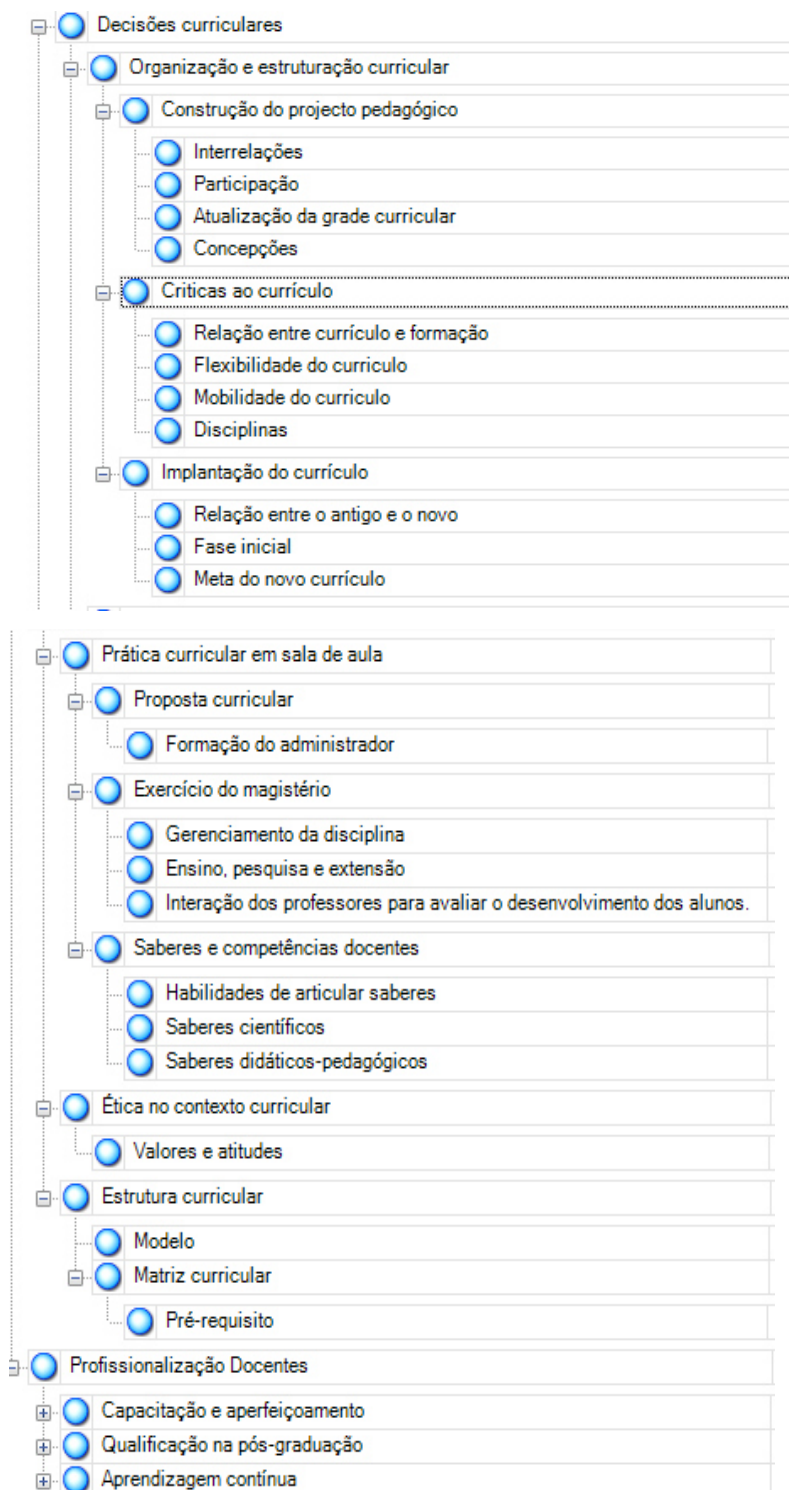 Decisões curriculares
Organização e estruturação curricular
Construção do projecto pedagógico
Interrelações
Participação
Atualização da grade curricular
Concepções
Criticas ao currículo
Relação entre currículo e formação
Flexibilidade do curriculo
Mobilidade do curriculo
Disciplinas
Implantação do currículo
Relação entre o antigo e o novo
Fase inicial
Meta do novo currículo
Prática curricular em sala de aula
Proposta curricular
Formação do administrador
Exercício do magistério
Gerenciamento da disciplina
Ensino, pesquisa e extensão
Interação dos professores para avaliar o desenvolvimento dos alunos.
Saberes e competências docentes
Habilidades de articular saberes
Saberes científicos
Saberes didáticos-pedagógicos
Ética no contexto curricular
Valores e atitudes
Estrutura curricular
Modelo
Matriz curricular
Pré-requisito
Profissionalização Docentes
Capacitação e aperfeiçoamento
Qualificação na pós-graduação
Aprendizagem contínua